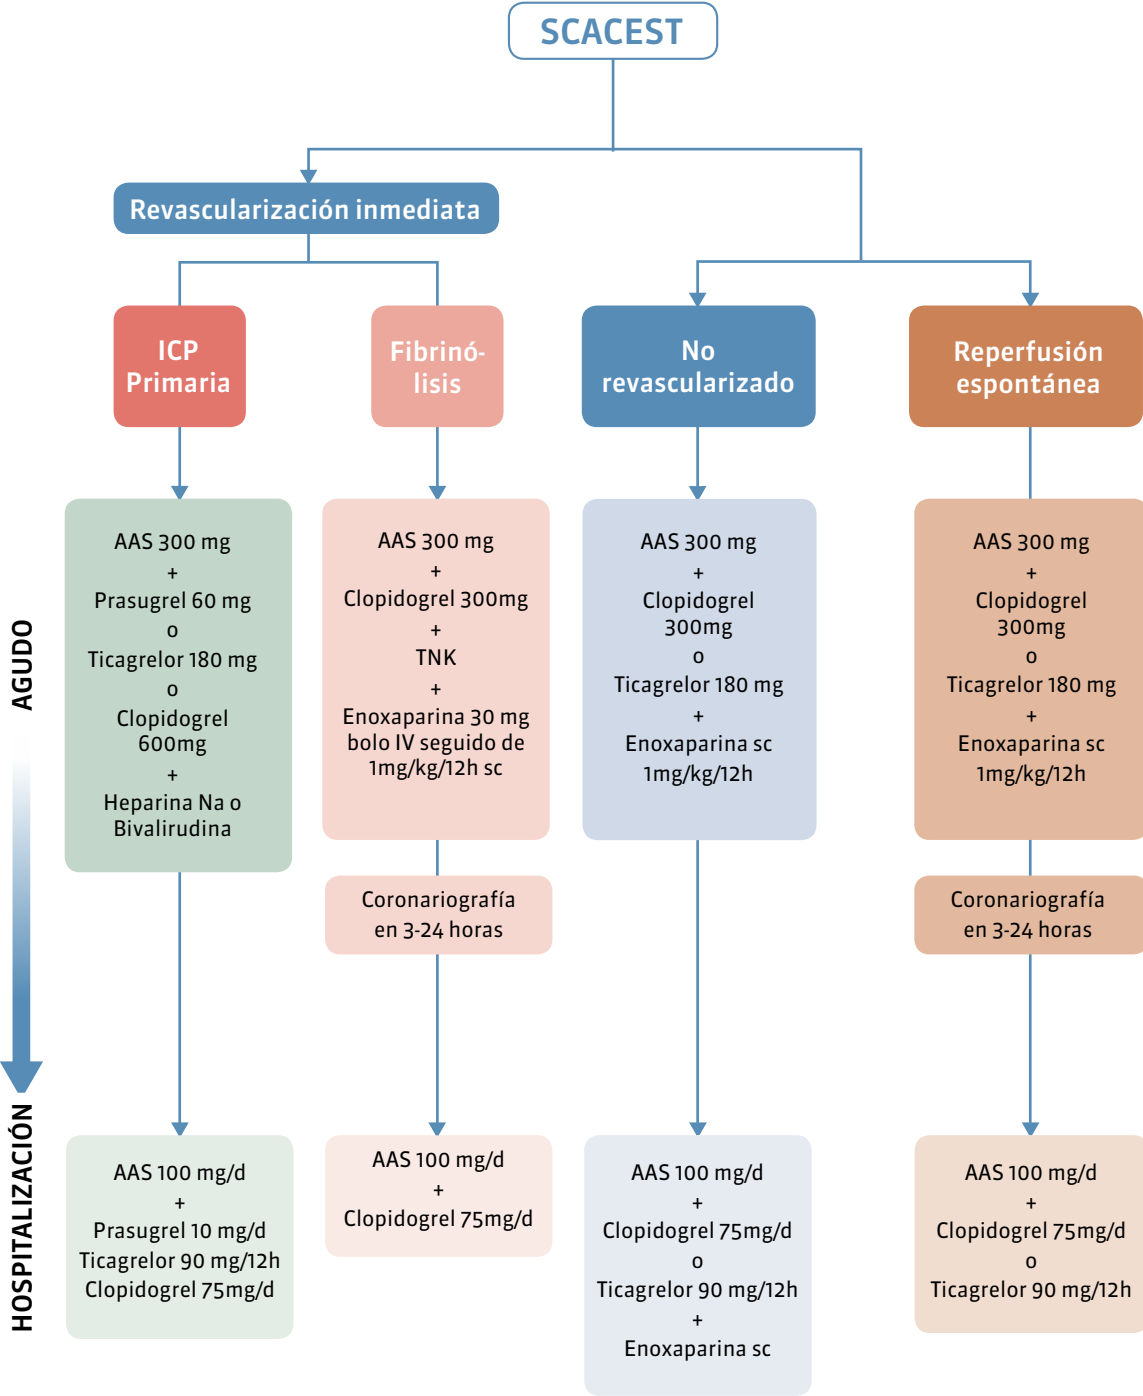 SCACEST
Revascularización inmediata
ICP
Primaria
Fibrinó-
lisis
No
revascularizado
Reperfusión
espontánea
AGUDO
AAS 300 mg
+
Prasugrel 60 mg
o
Ticagrelor 180 mg
o
Clopidogrel
600mg
+
Heparina Na o
Bivalirudina
AAS 300 mg
+
Clopidogrel 300mg
+
TNK
+
Enoxaparina 30 mg
bolo IV seguido de
1mg/kg/12h sc
AAS 300 mg
+
Clopidogrel
300mg
o
Ticagrelor 180 mg
+
Enoxaparina sc
1mg/kg/12h
AAS 300 mg
+
Clopidogrel
300mg
o
Ticagrelor 180 mg
+
Enoxaparina sc
1mg/kg/12h
Coronariografía
en 3-24 horas
Coronariografía
en 3-24 horas
HOSPITALIZACIÓN
AAS 100 mg/d
+
Prasugrel 10 mg/d
Ticagrelor 90 mg/12h
Clopidogrel 75mg/d
AAS 100 mg/d
+
Clopidogrel 75mg/d
AAS 100 mg/d
+
Clopidogrel 75mg/d
o
Ticagrelor 90 mg/12h
+
Enoxaparina sc
AAS 100 mg/d
+
Clopidogrel 75mg/d
o
Ticagrelor 90 mg/12h